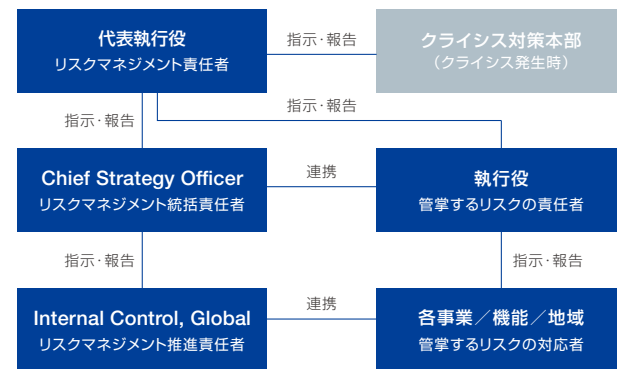 代表執行役
リスクマネジメント責任者
指示・報告
クライシス対策本部
（クライシス発生時）
指示・報告
指示・報告
Chief Strategy Officer
リスクマネジメント統括責任者
連携
執行役
管掌するリスクの責任者
指示・報告
指示・報告
Internal Control, Global
リスクマネジメント推進責任者
連携
各事業／機能／地域
管掌するリスクの対応者